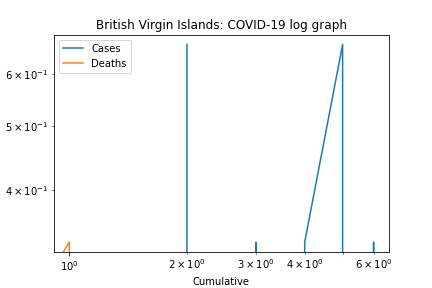 British Virgin Islands: COVID-19 log graph
Cases
Deaths
6 × 10⁻¹
5 × 10⁻¹
4 × 10⁻¹
10⁰ 2 × 10⁰ 3 × 10⁰ 4 × 10⁰ 6 × 10⁰
Cumulative